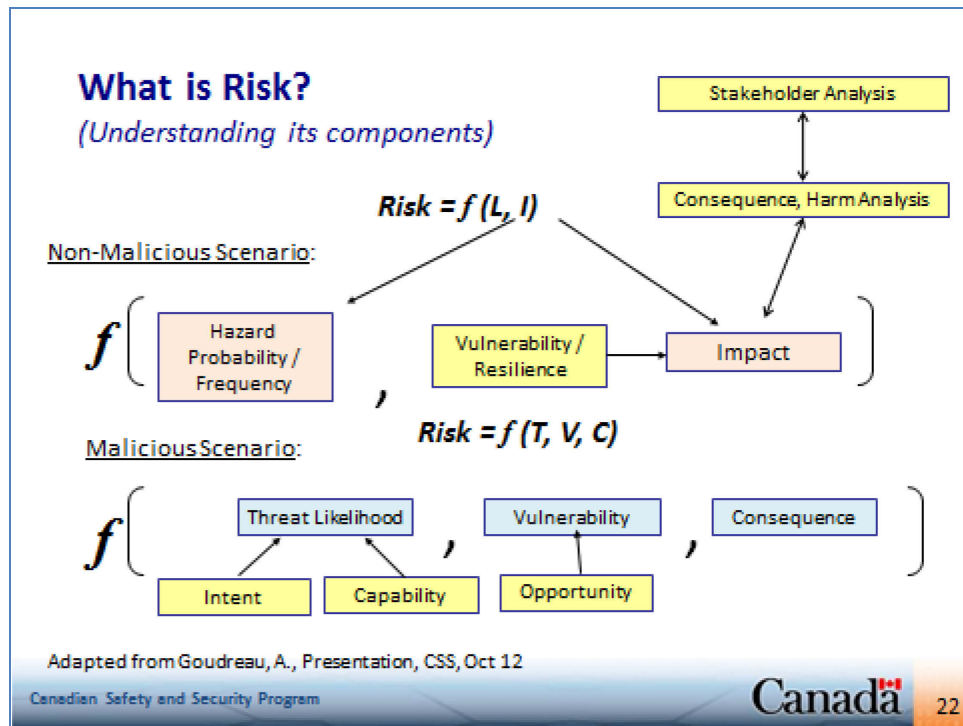 What is Risk?
(Understanding its components)
Stakeholder Analysis
Consequence, Harm Analysis
Risk = f (L, I)
Non-Malicious Scenario:
f ( Hazard
Probability /
Frequency
,
Vulnerability /
Resilience
Impact )
Risk = f (T, V, C)
Malicious Scenario:
f ( Threat Likelihood , Vulnerability , Consequence )
Intent
Capability
Opportunity
Adapted from Goudreau, A., Presentation, CSS, Oct 12
Canadian Safety and Security Program
Canada
22